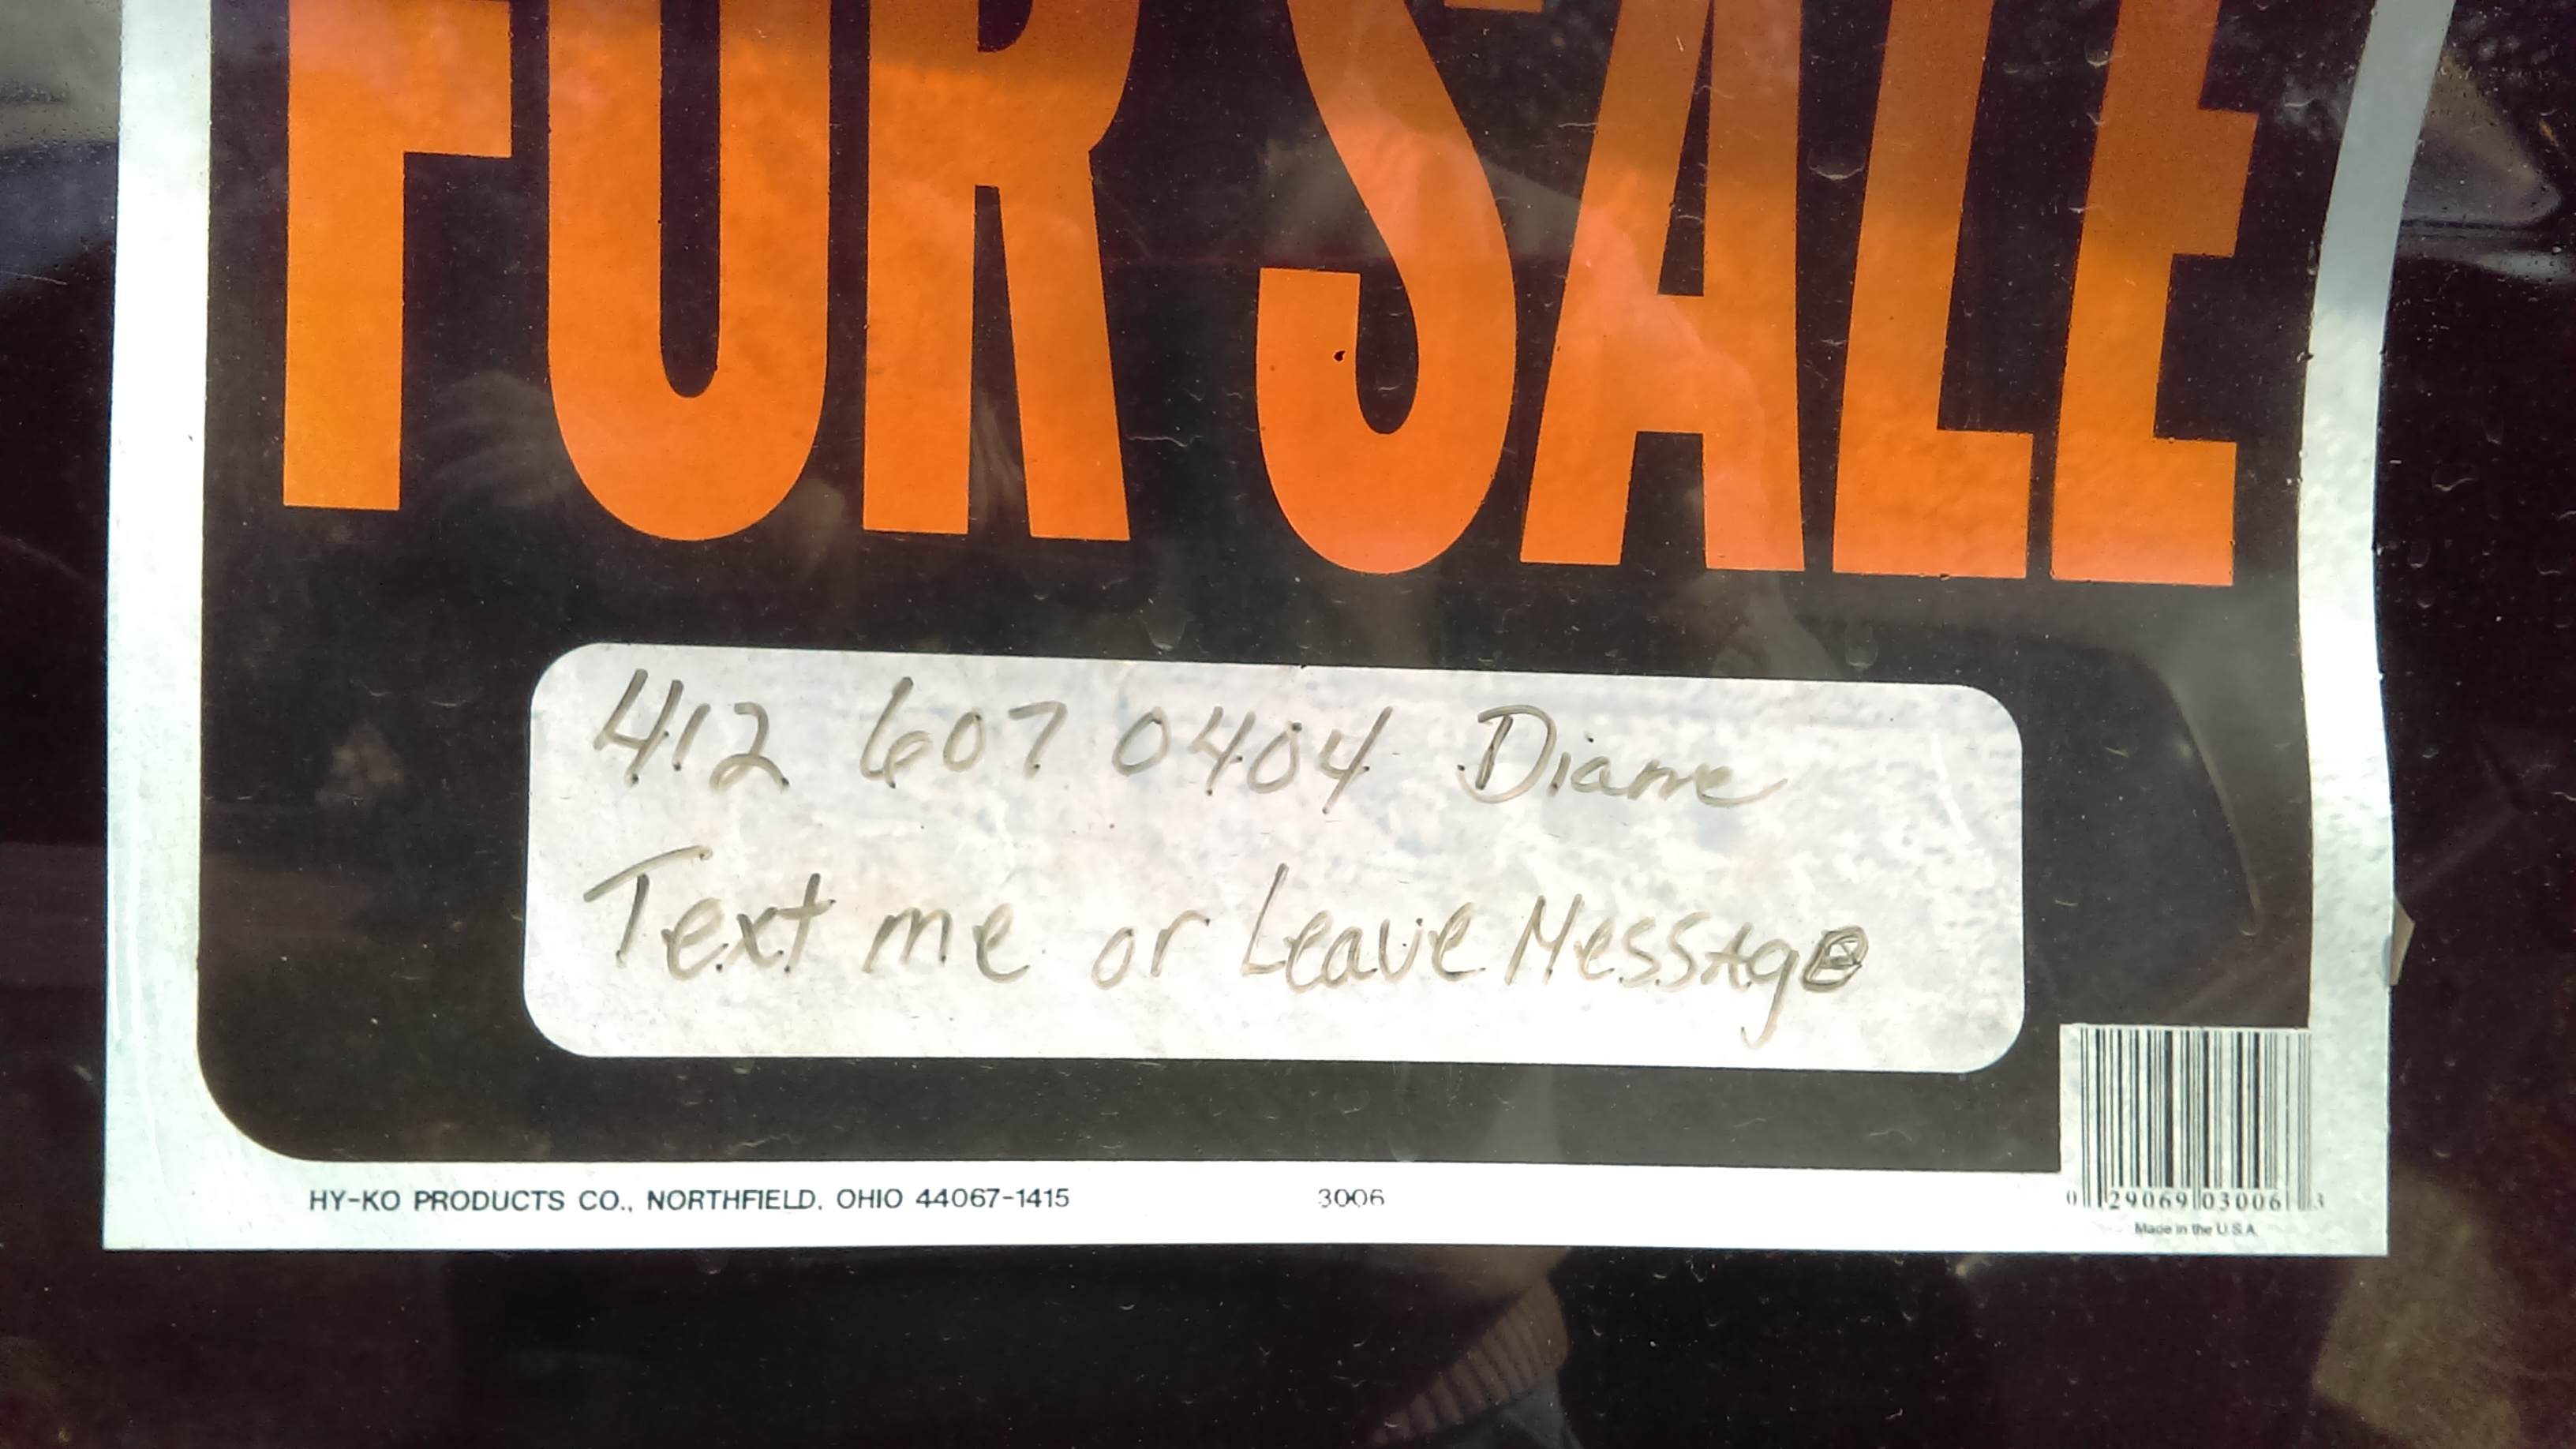 FOR SALE
412 607 0404 Diane
Text me or Leave Message
HY-KO PRODUCTS CO., NORTHFIELD, OHIO 44067-1415
3006
0 29069 03006 3
Made in the U.S.A